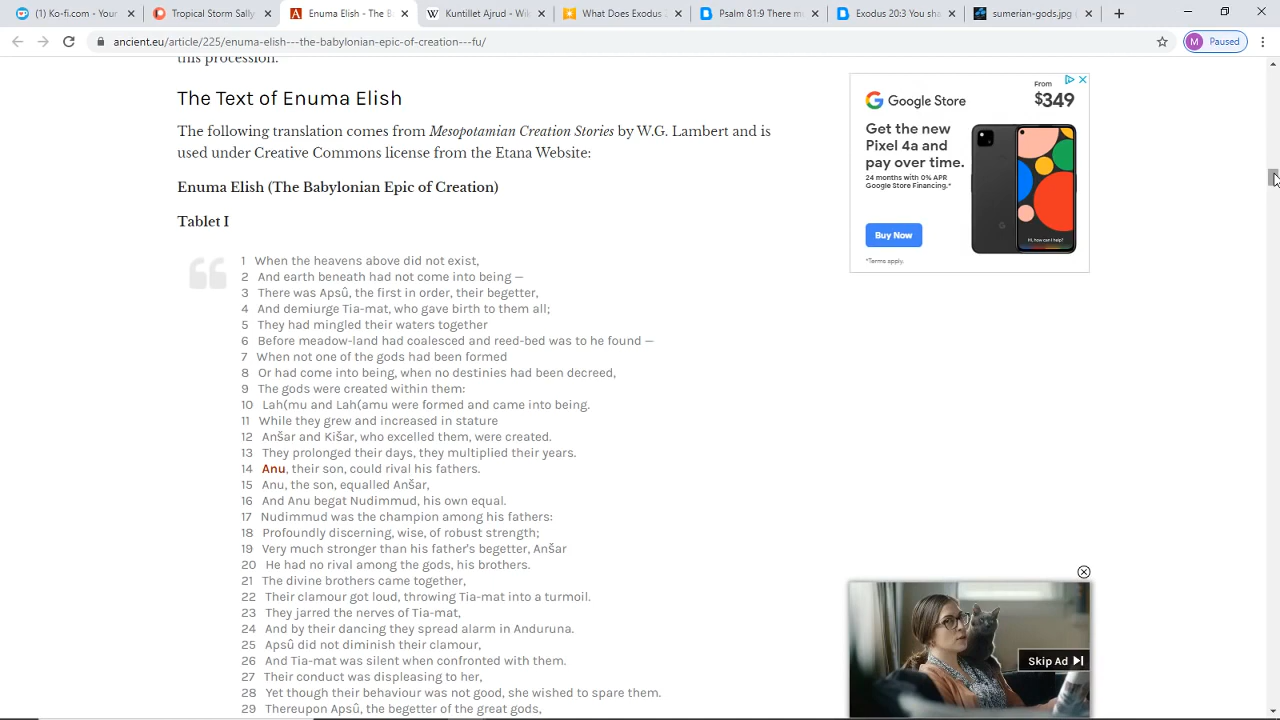 (1) Ko-fi.com - Your
Tropical Storm Sally
Enuma Elish - The B
Kuntillet Ajrud - Wik
What Does Exodus 2
Psalm 81:9 There m
Exodus 20:3 You sha
sumerian-gods.jpg (
ancient.eu/article/225/enuma-elish---the-babylonian-epic-of-creation---fu/
Paused
this procession.
The Text of Enuma Elish
The following translation comes from Mesopotamian Creation Stories by W.G. Lambert and is
used under Creative Commons license from the Etana Website:
Enuma Elish (The Babylonian Epic of Creation)
Tablet I
1 When the heavens above did not exist,
2 And earth beneath had not come into being —
3 There was Apsû, the first in order, their begetter,
4 And demiurge Tia-mat, who gave birth to them all;
5 They had mingled their waters together
6 Before meadow-land had coalesced and reed-bed was to he found —
7 When not one of the gods had been formed
8 Or had come into being, when no destinies had been decreed,
9 The gods were created within them:
10 Lah(mu and Lah(amu were formed and came into being.
11 While they grew and increased in stature
12 Anšar and Kišar, who excelled them, were created.
13 They prolonged their days, they multiplied their years.
14 Anu, their son, could rival his fathers.
15 Anu, the son, equalled Anšar,
16 And Anu begat Nudimmud, his own equal.
17 Nudimmud was the champion among his fathers:
18 Profoundly discerning, wise, of robust strength;
19 Very much stronger than his father's begetter, Anšar
20 He had no rival among the gods, his brothers.
21 The divine brothers came together,
22 Their clamour got loud, throwing Tia-mat into a turmoil.
23 They jarred the nerves of Tia-mat,
24 And by their dancing they spread alarm in Anduruna.
25 Apsû did not diminish their clamour,
26 And Tia-mat was silent when confronted with them.
27 Their conduct was displeasing to her,
28 Yet though their behaviour was not good, she wished to spare them.
29 Thereupon Apsû, the begetter of the great gods,
Google Store
From
$349
Get the new
Pixel 4a and
pay over time.
24 months with 0% APR
Google Store Financing.*
Buy Now
*Terms apply.
Hi, how can I help?
Skip Ad